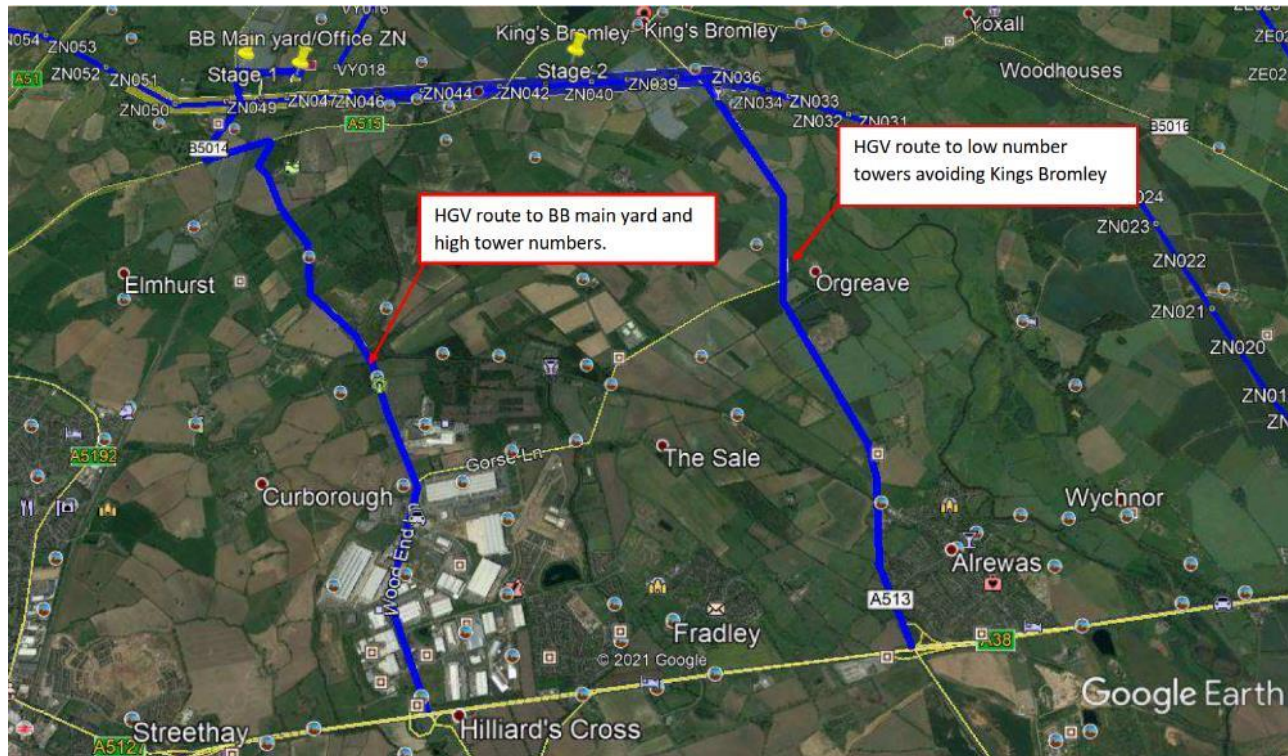 VY016
ZN054
ZN053
BB Main yard/Office ZN
King's Bromley
King's Bromley
Yoxall
A51
ZN052
ZN051
Stage 1
VY018
Stage 2
Woodhouses
ZN050
ZN049
ZN047
ZN046
ZN044
ZN042
ZN040
ZN039
ZN036
ZN034
ZN033
ZN032
ZN031
A515
B5014
B5016
HGV route to low number
towers avoiding Kings Bromley
HGV route to BB main yard and
high tower numbers.
ZN023
ZN022
ZN021
ZN020
Elmhurst
Orgreave
A5192
Gorse Ln
The Sale
Curborough
Wychnor
Wood End Ln
Alrewas
A513
Fradley
A38
© 2021 Google
Google Earth
Streethay
A5127
Hilliard's Cross